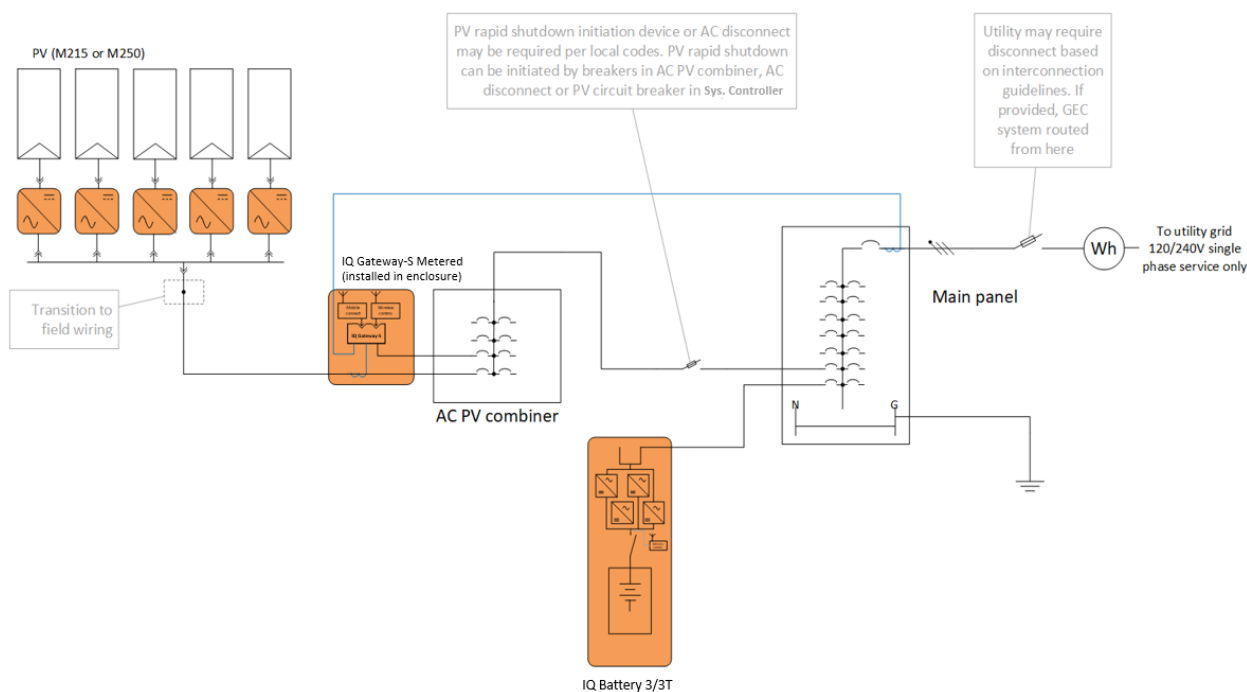 PV rapid shutdown initiation device or AC disconnect
may be required per local codes. PV rapid shutdown
can be initiated by breakers in AC PV combiner, AC
disconnect or PV circuit breaker in Sys. Controller
Utility may require
disconnect based
on interconnection
guidelines. If
provided, GEC
system routed
from here
PV (M215 or M250)
Wh
To utility grid
120/240V single
phase service only
IQ Gateway-S Metered
(installed in enclosure)
Transition to
field wiring
Mobile
connect
Wireless
comms
IQ Gateway-S
Main panel
AC PV combiner
N
G
IQ Battery 3/3T